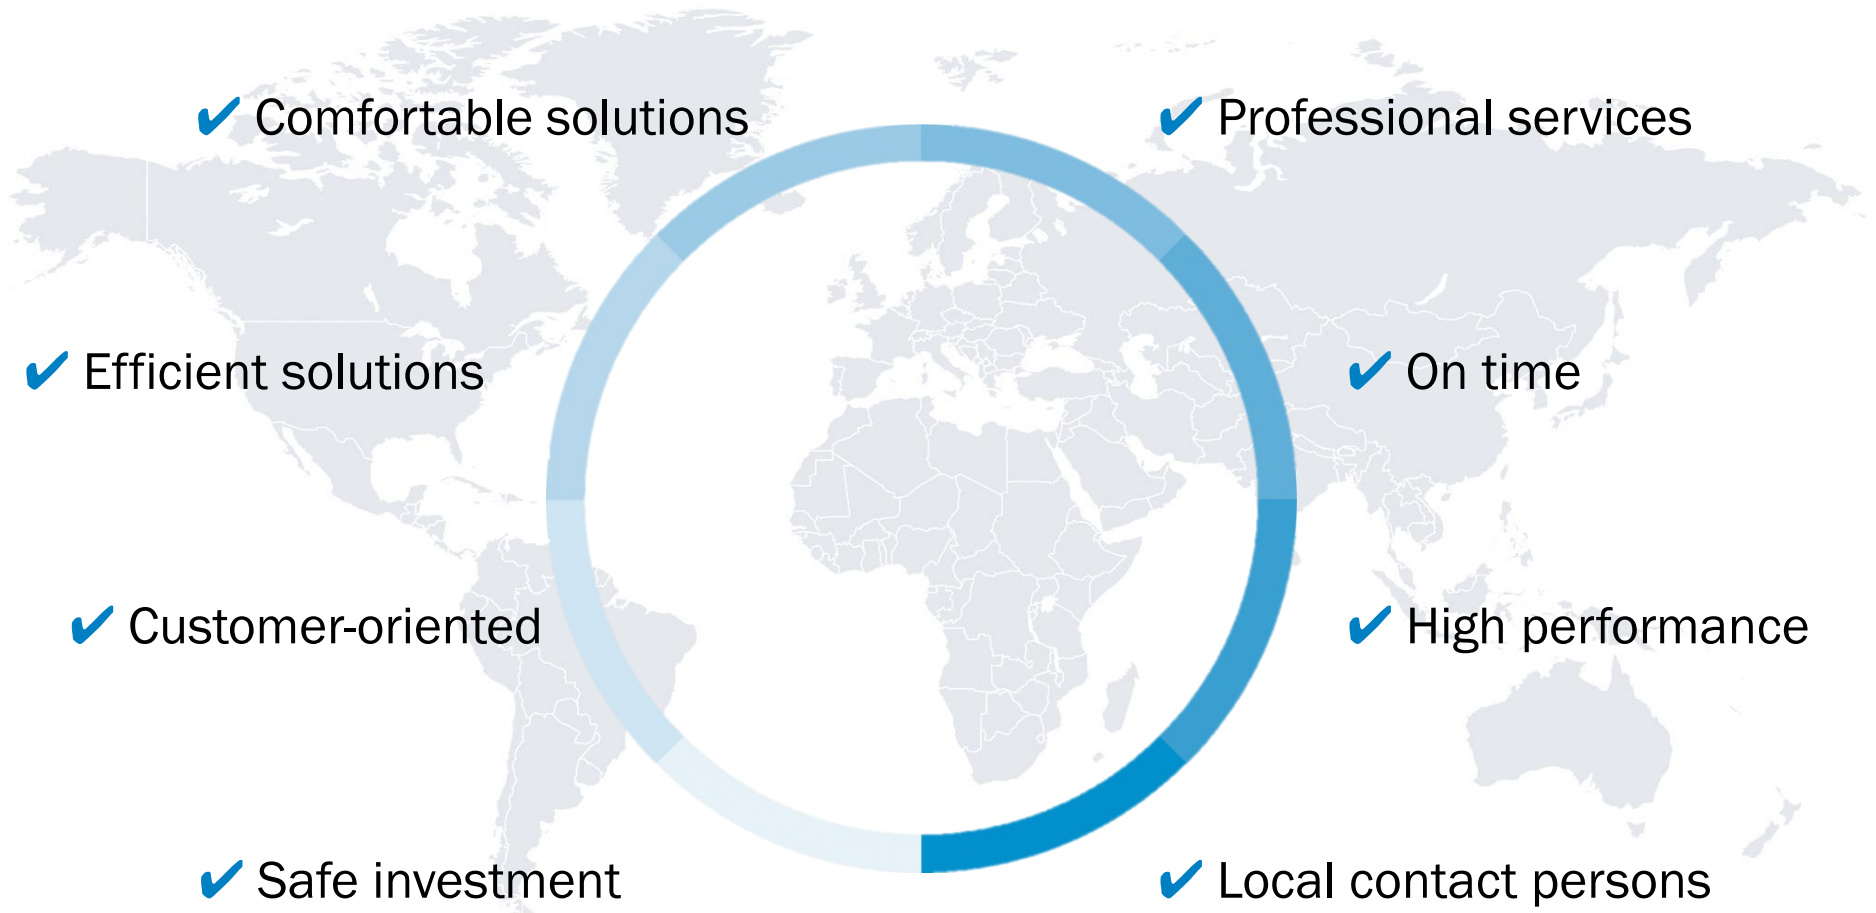 ✔ Comfortable solutions
✔ Professional services
✔ Efficient solutions
✔ On time
✔ Customer-oriented
✔ High performance
✔ Safe investment
✔ Local contact persons